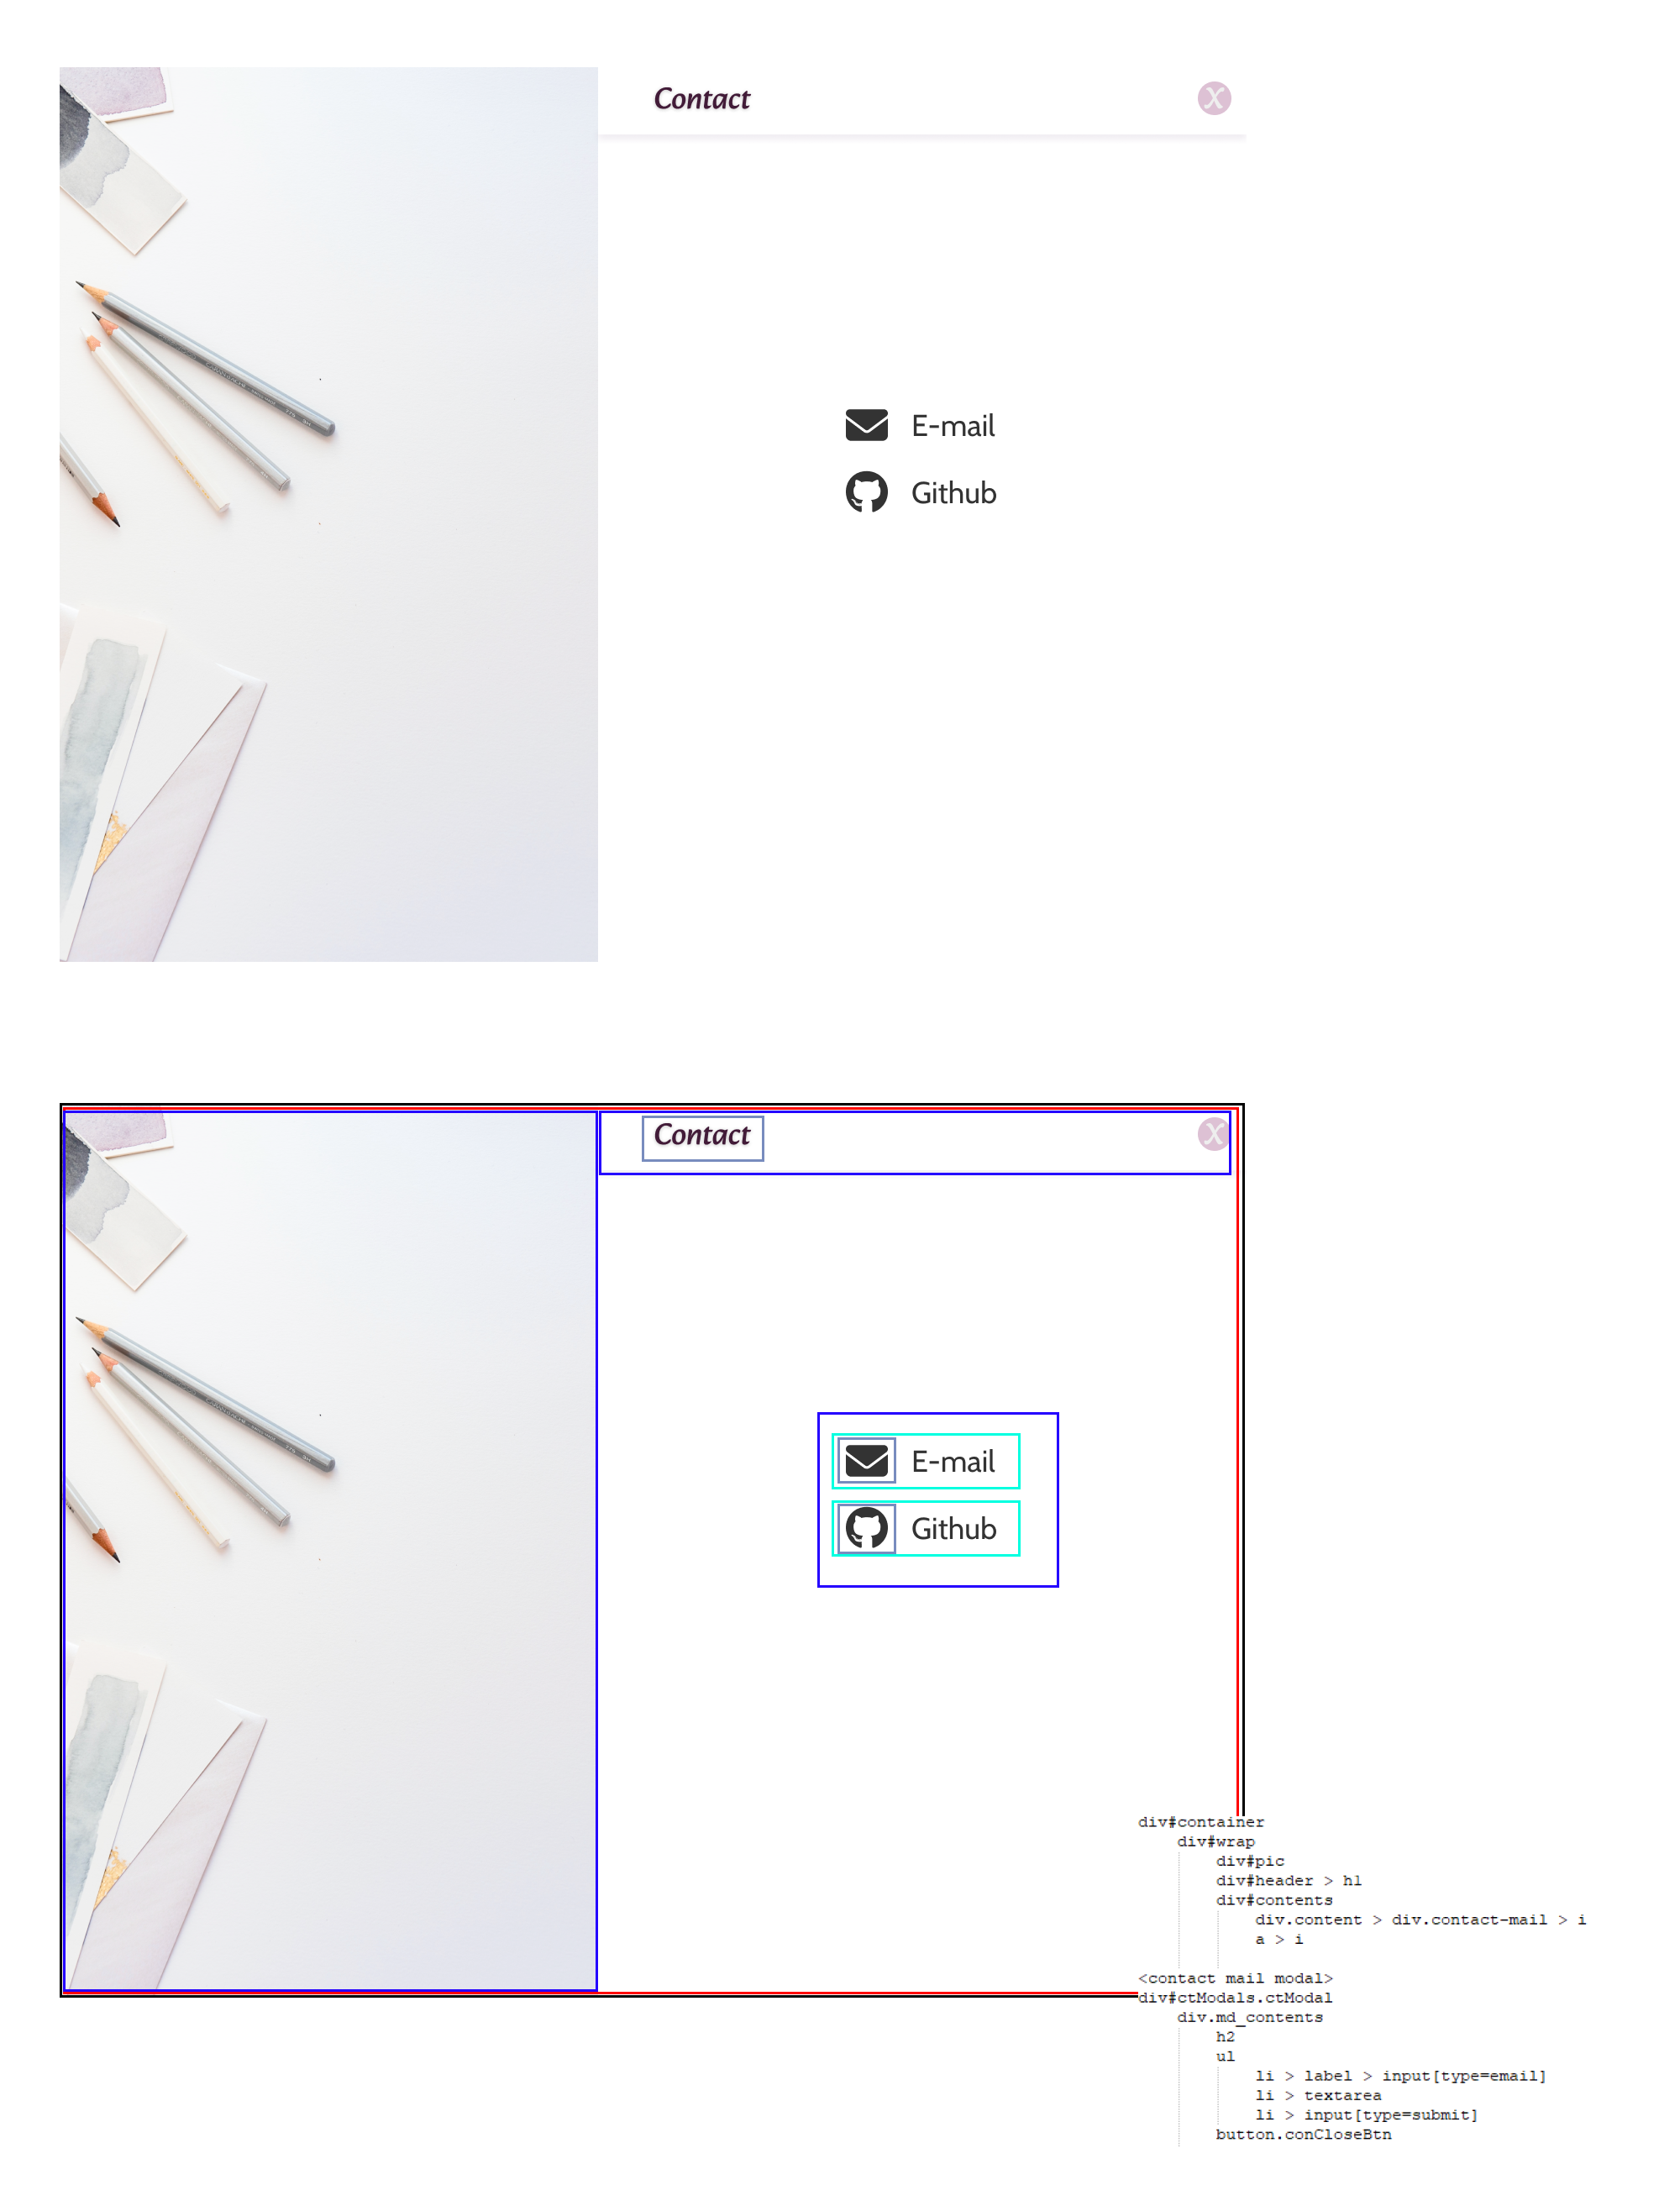 Contact X
E-mail
Github
Contact X
E-mail
Github
div#container
div#wrap
div#pic
div#header > h1
div#contents
div.content > div.contact-mail > i
a > i
<contact mail modal>
div#ctModals.ctModal
div.md_contents
h2
ul
li > label > input[type=email]
li > textarea
li > input[type=submit]
button.conCloseBtn